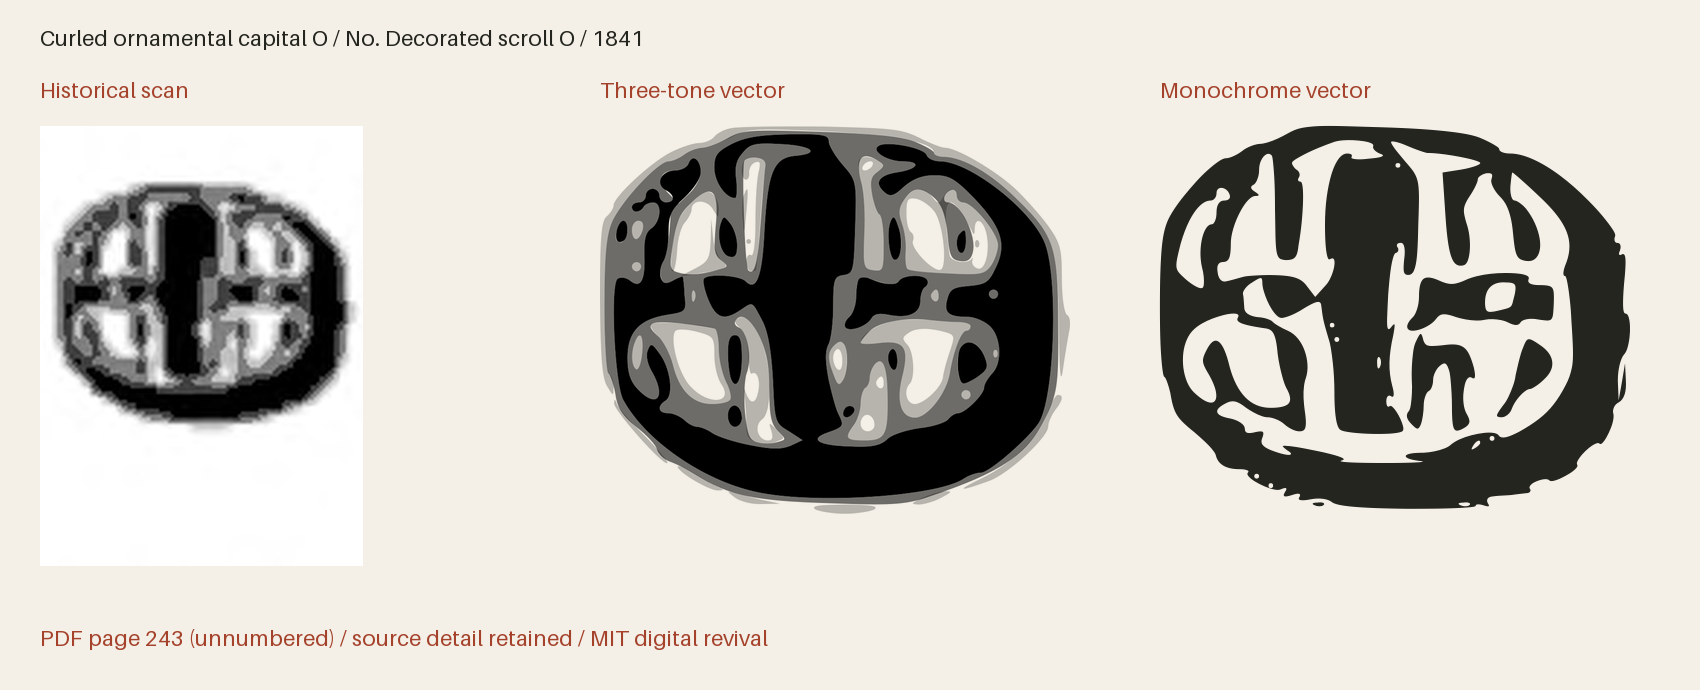 Curled ornamental capital O / No. Decorated scroll O / 1841
Historical scan
Three-tone vector
Monochrome vector
PDF page 243 (unnumbered) / source detail retained / MIT digital revival